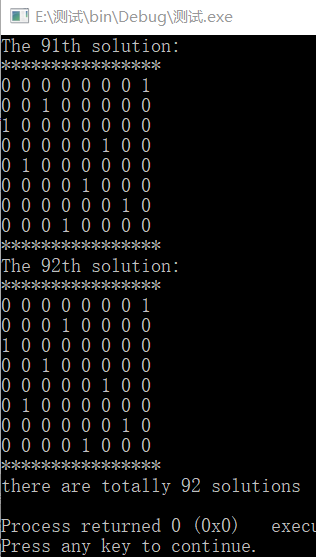 E:\测试\bin\Debug\测试.exe
The 91th solution:
****************
0 0 0 0 0 0 0 1
0 0 1 0 0 0 0 0
1 0 0 0 0 0 0 0
0 0 0 0 0 1 0 0
0 1 0 0 0 0 0 0
0 0 0 0 1 0 0 0
0 0 0 0 0 0 1 0
0 0 0 1 0 0 0 0
****************
The 92th solution:
****************
0 0 0 0 0 0 0 1
0 0 0 1 0 0 0 0
1 0 0 0 0 0 0 0
0 0 1 0 0 0 0 0
0 0 0 0 0 1 0 0
0 1 0 0 0 0 0 0
0 0 0 0 0 0 1 0
0 0 0 0 1 0 0 0
****************
there are totally 92 solutions
Process returned 0 (0x0) execu
Press any key to continue.